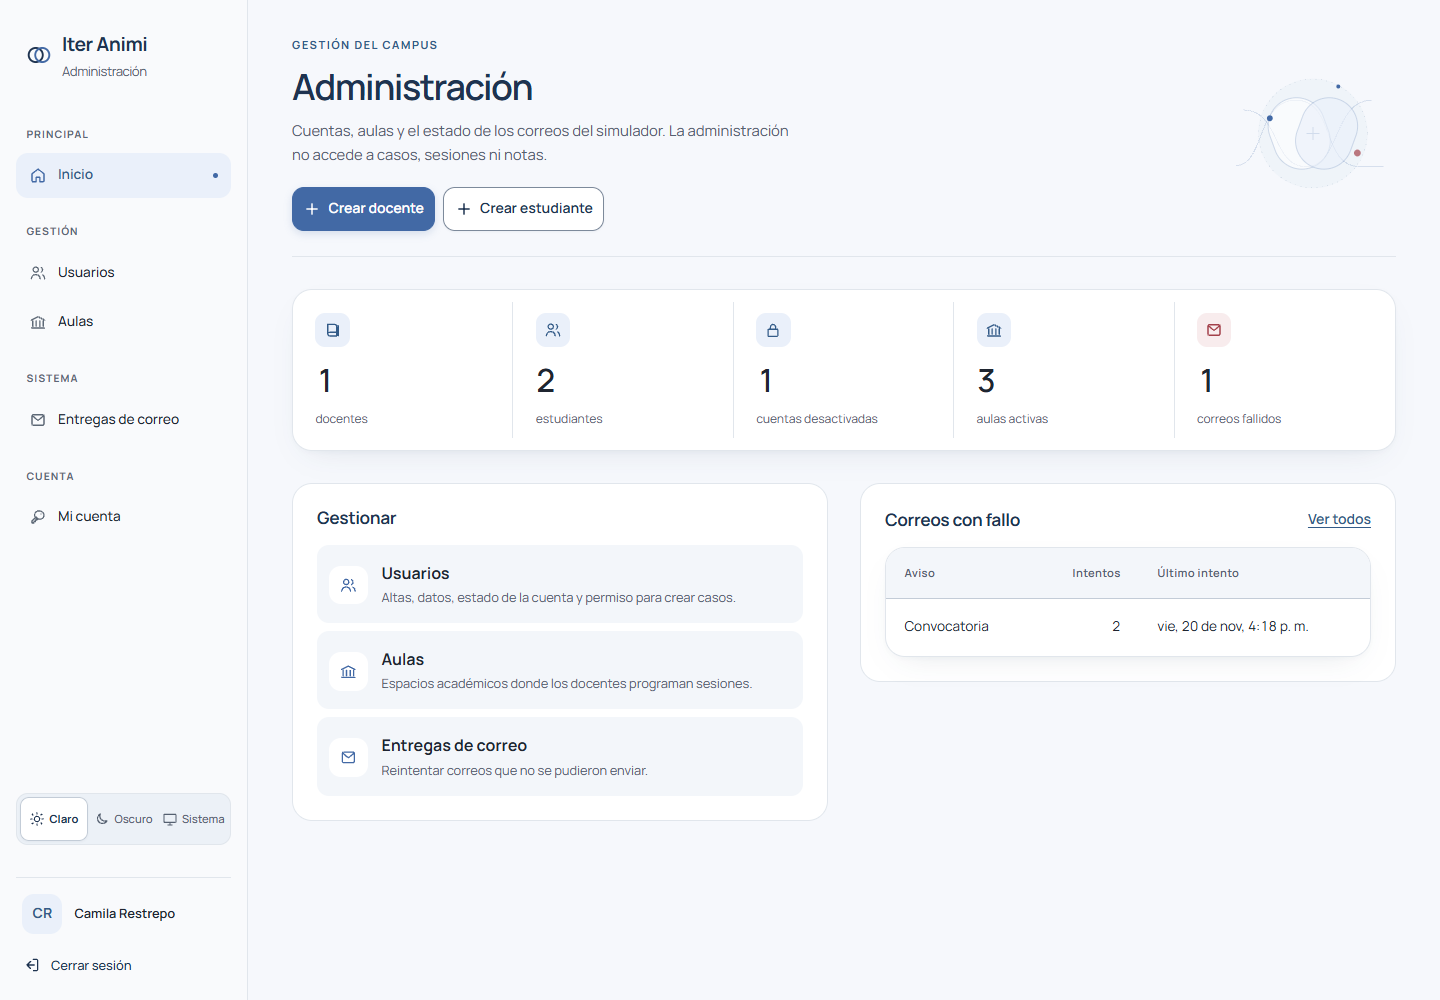 Iter Animi
Administración
PRINCIPAL
Inicio
GESTIÓN
Usuarios
Aulas
SISTEMA
Entregas de correo
CUENTA
Mi cuenta
Claro
Oscuro
Sistema
CR
Camila Restrepo
Cerrar sesión
GESTIÓN DEL CAMPUS
Administración
Cuentas, aulas y el estado de los correos del simulador. La administración
no accede a casos, sesiones ni notas.
Crear docente
Crear estudiante
1
docentes
2
estudiantes
1
cuentas desactivadas
3
aulas activas
1
correos fallidos
Gestionar
Usuarios
Altas, datos, estado de la cuenta y permiso para crear casos.
Aulas
Espacios académicos donde los docentes programan sesiones.
Entregas de correo
Reintentar correos que no se pudieron enviar.
Correos con fallo
Ver todos
Aviso Intentos Último intento
Convocatoria 2 vie, 20 de nov, 4:18 p. m.